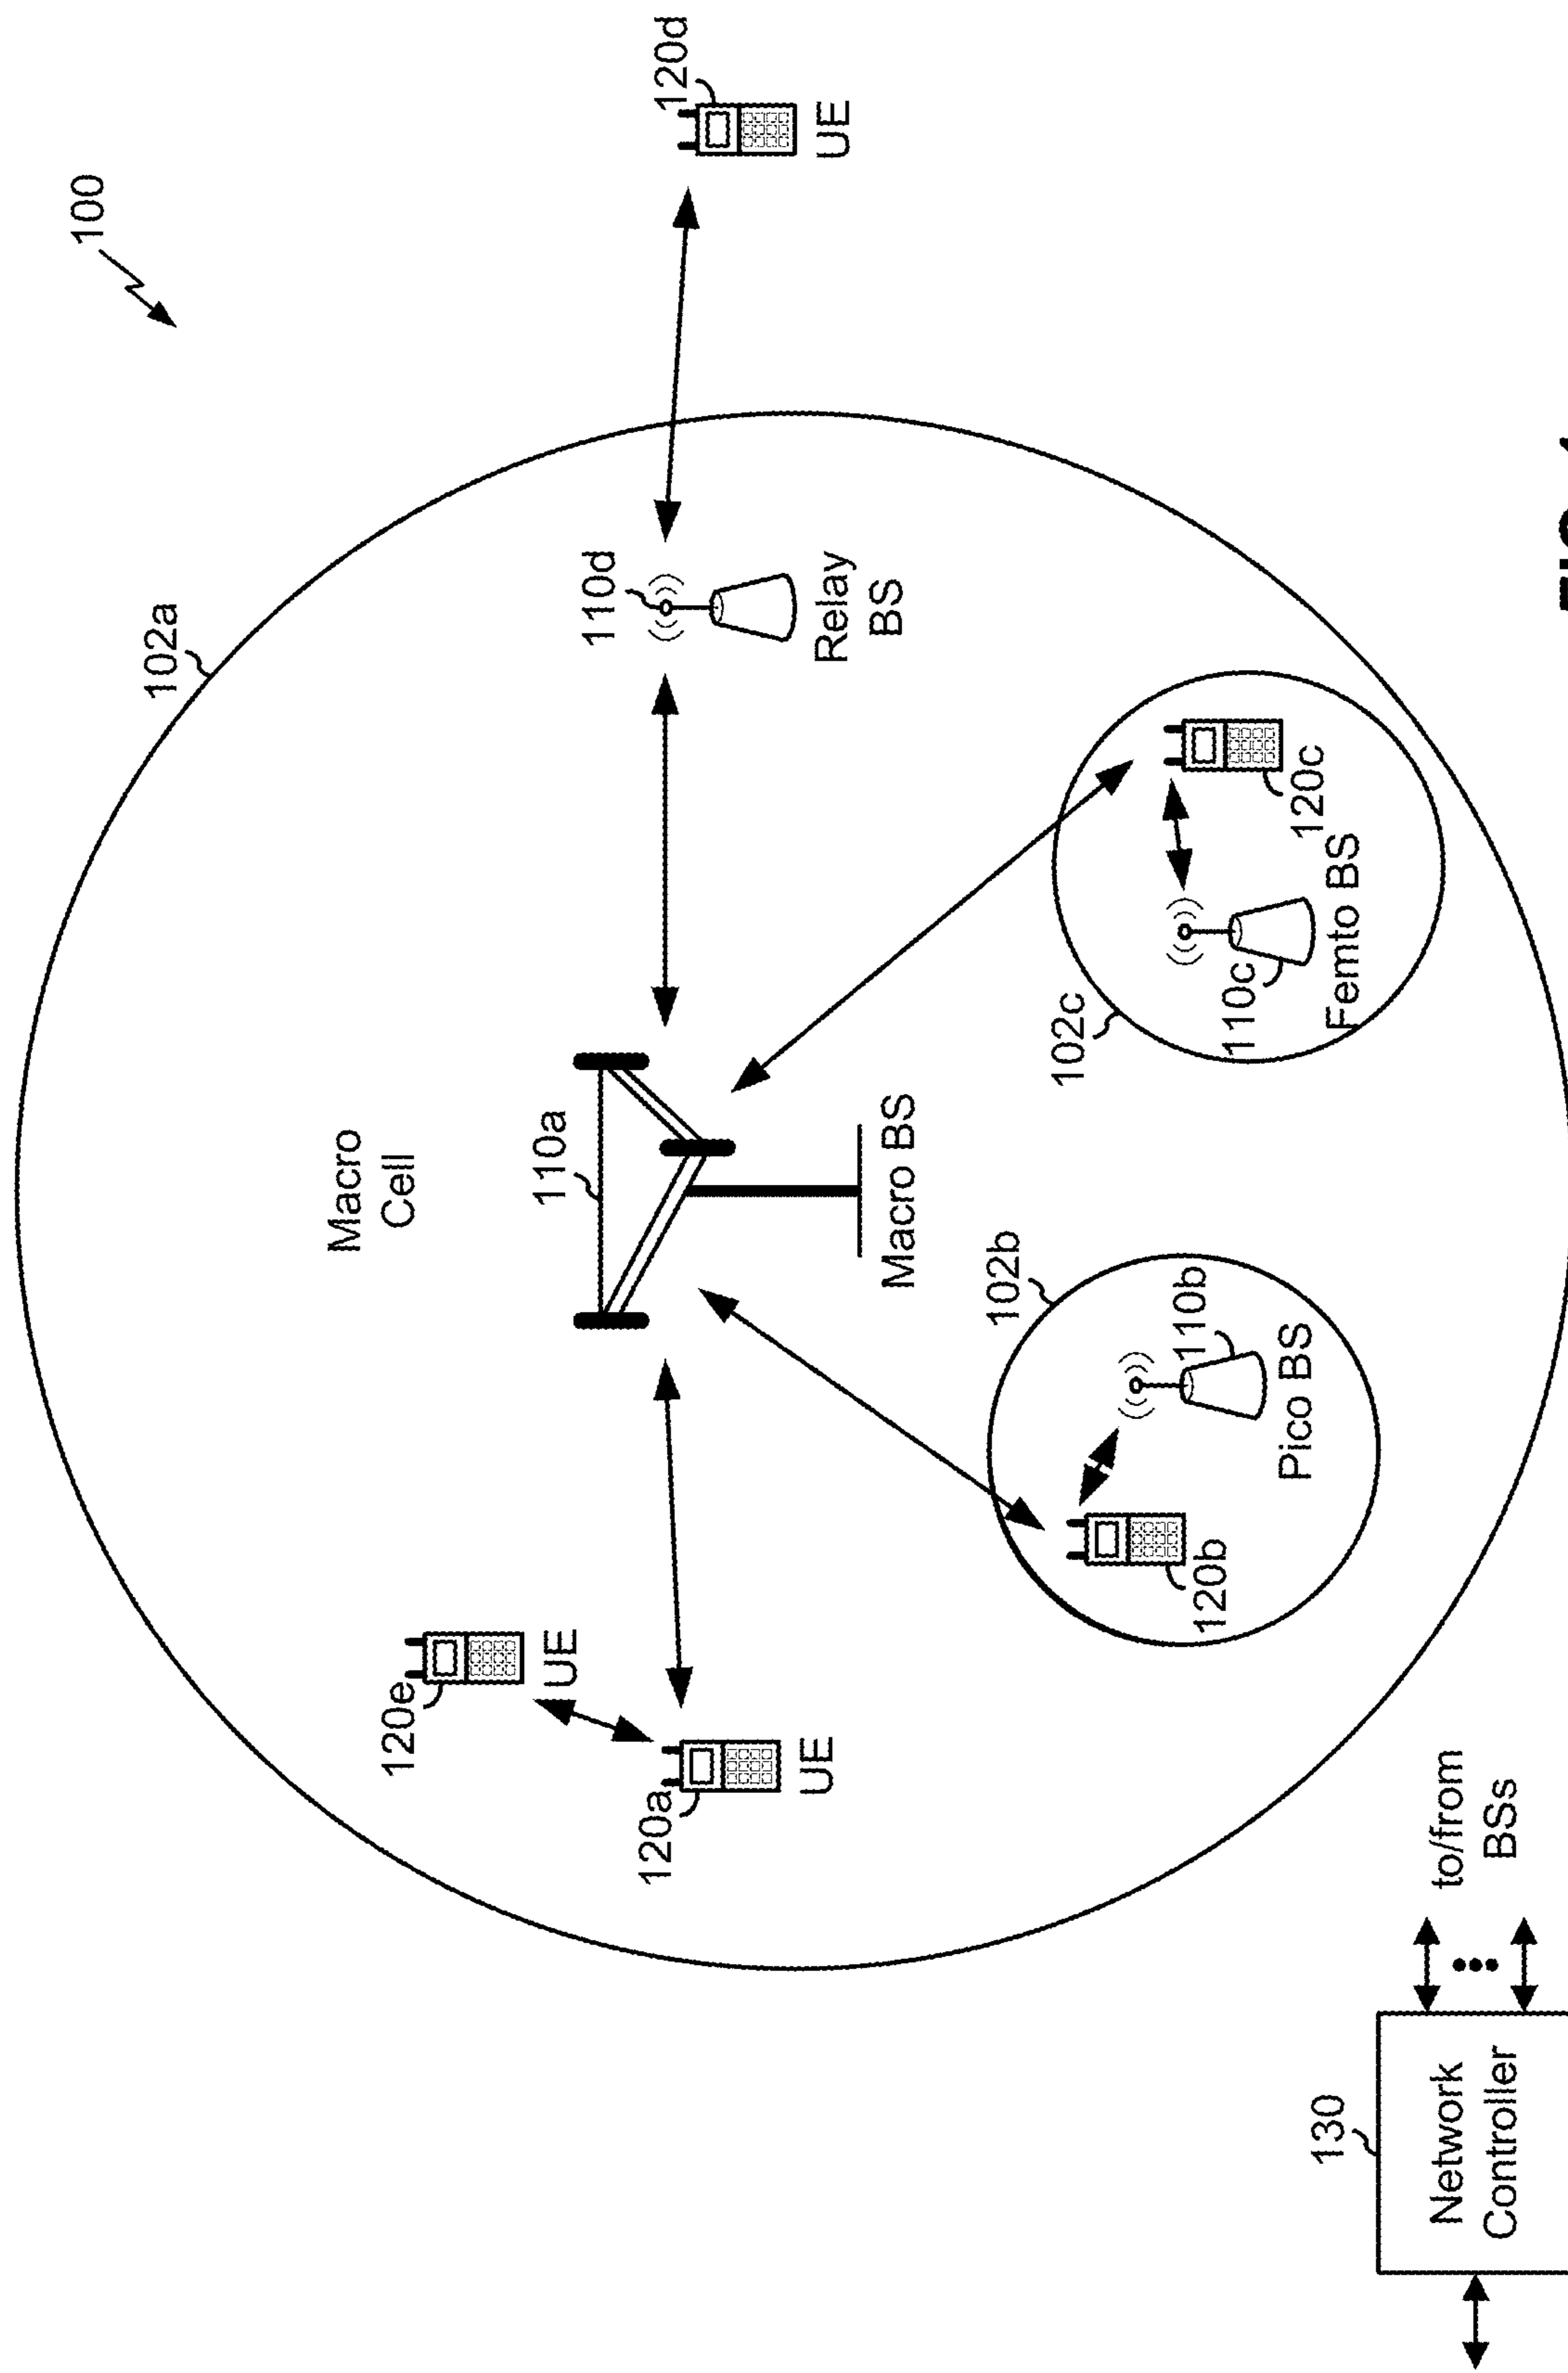 100
102a
Macro
Cell
120e
UE
110a
110d
120d
120a
UE
Relay
BS
UE
Macro BS
102b
102c
110b
120b
Pico BS
110c
120c
Femto BS
130
Network
Controller
to/from
BSs